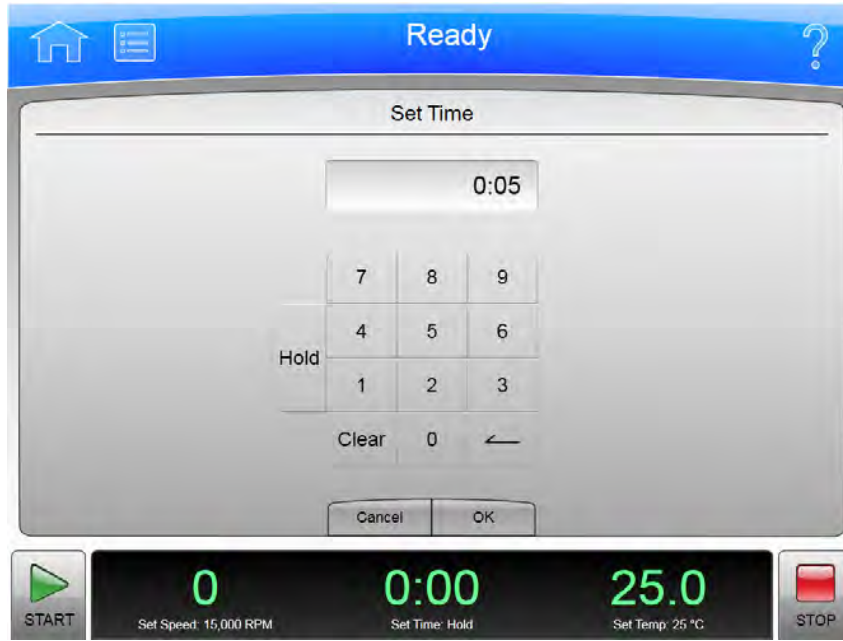 Ready
Set Time
0:05
7 8 9
4 5 6
Hold
1 2 3
Clear 0
Cancel OK
0 0:00 25.0
START Set Speed: 15,000 RPM Set Time: Hold Set Temp: 25 °C STOP